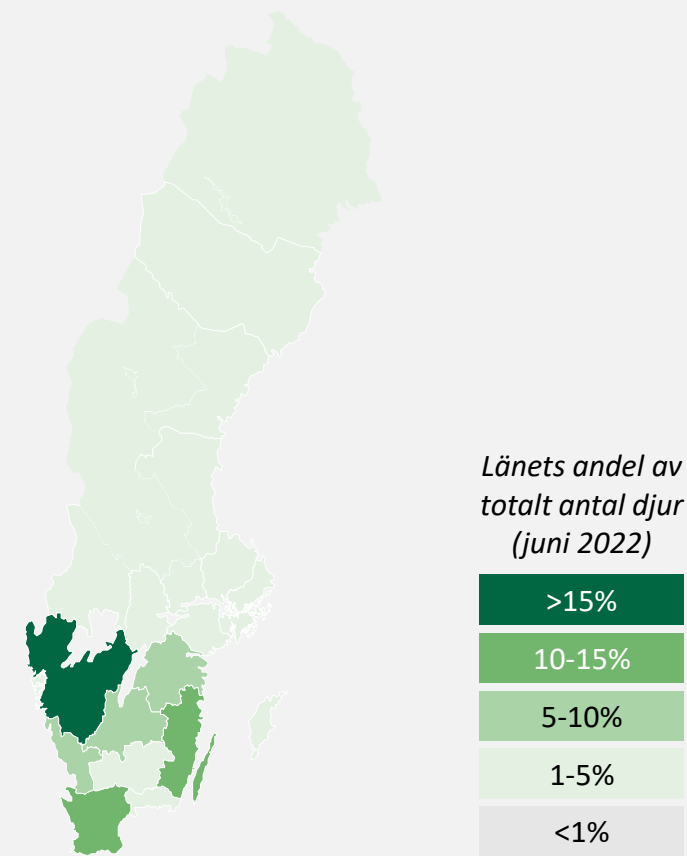 Länets andel av
totalt antal djur
(juni 2022)
>15%
10-15%
5-10%
1-5%
<1%